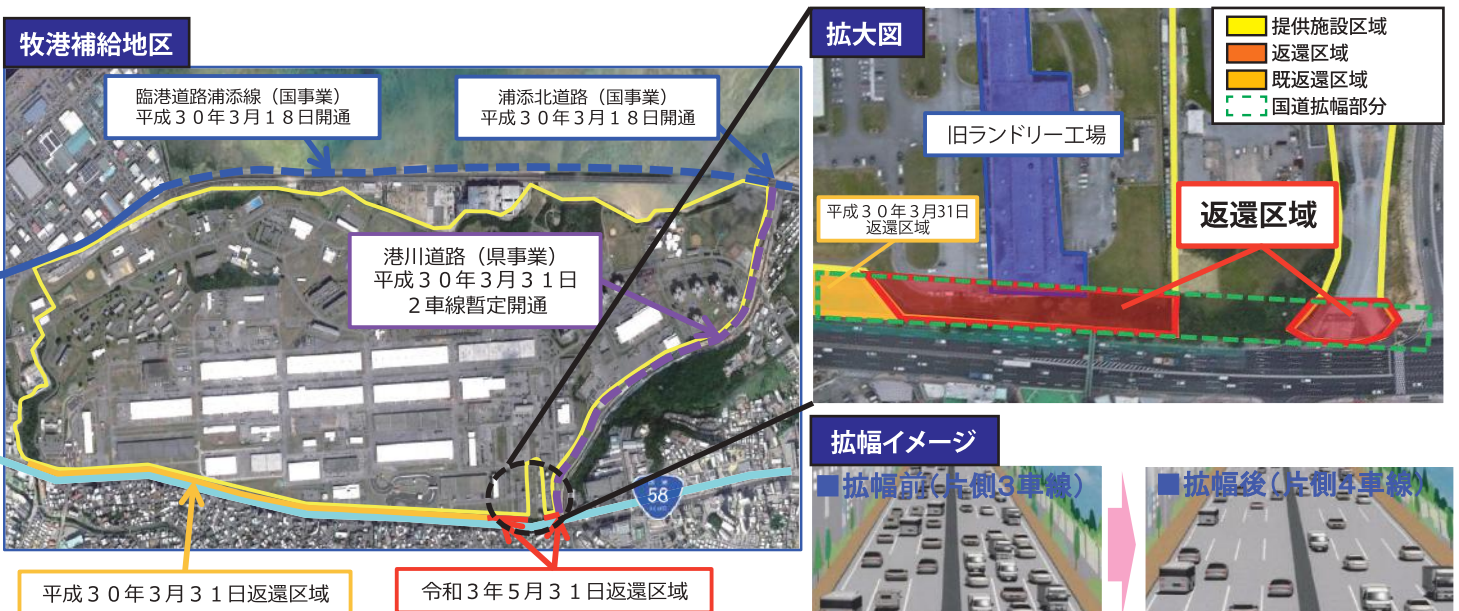 牧港補給地区
臨港道路浦添線（国事業）
平成３０年３月１８日開通
浦添北道路（国事業）
平成３０年３月１８日開通
港川道路（県事業）
平成３０年３月３１日
２車線暫定開通
58
平成３０年３月３１日返還区域
令和３年５月３１日返還区域
拡大図
提供施設区域
返還区域
既返還区域
国道拡幅部分
旧ランドリー工場
平成３０年３月31日
返還区域
返還区域
拡幅イメージ
■拡幅前（片側3車線）
■拡幅後（片側4車線）